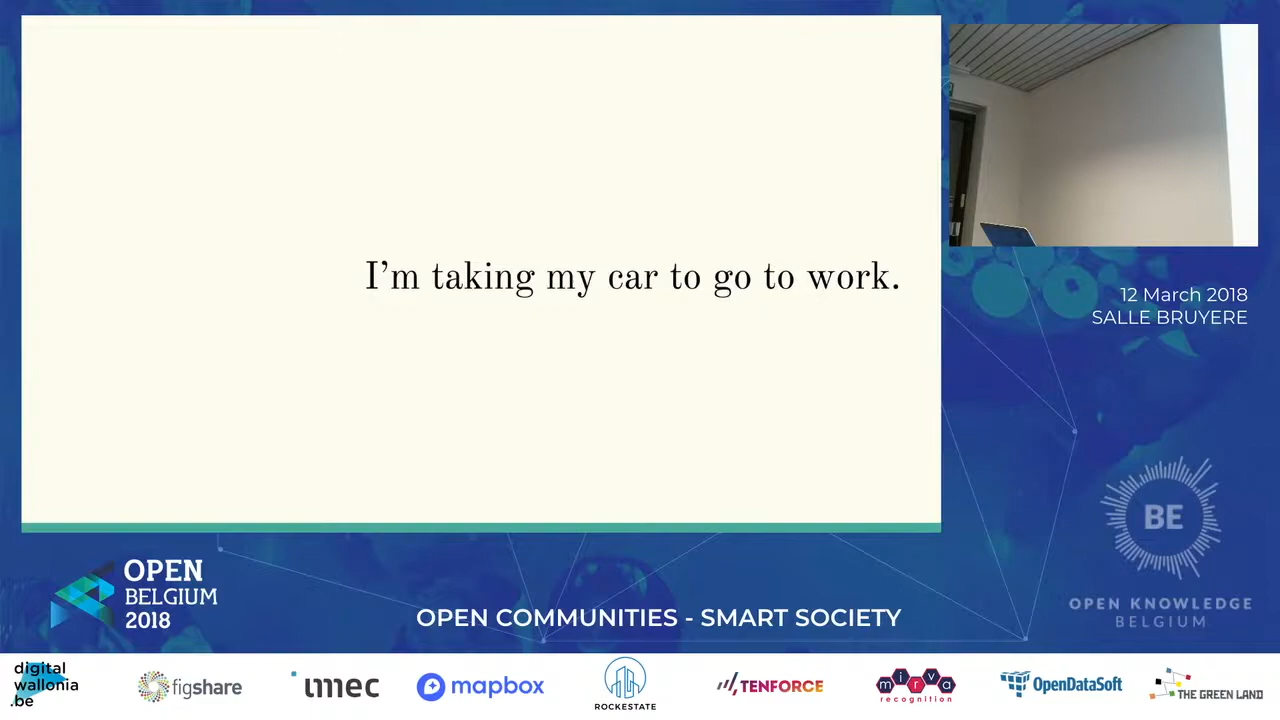 I'm taking my car to go to work.
12 March 2018
SALLE BRUYERE
BE
OPEN KNOWLEDGE
BELGIUM
OPEN
BELGIUM
2018
OPEN COMMUNITIES - SMART SOCIETY
digital
wallonia
.be
figshare
imec
mapbox
ROCKESTATE
TENFORCE
mirva
recognition
OpenDataSoft
THE GREEN LAND